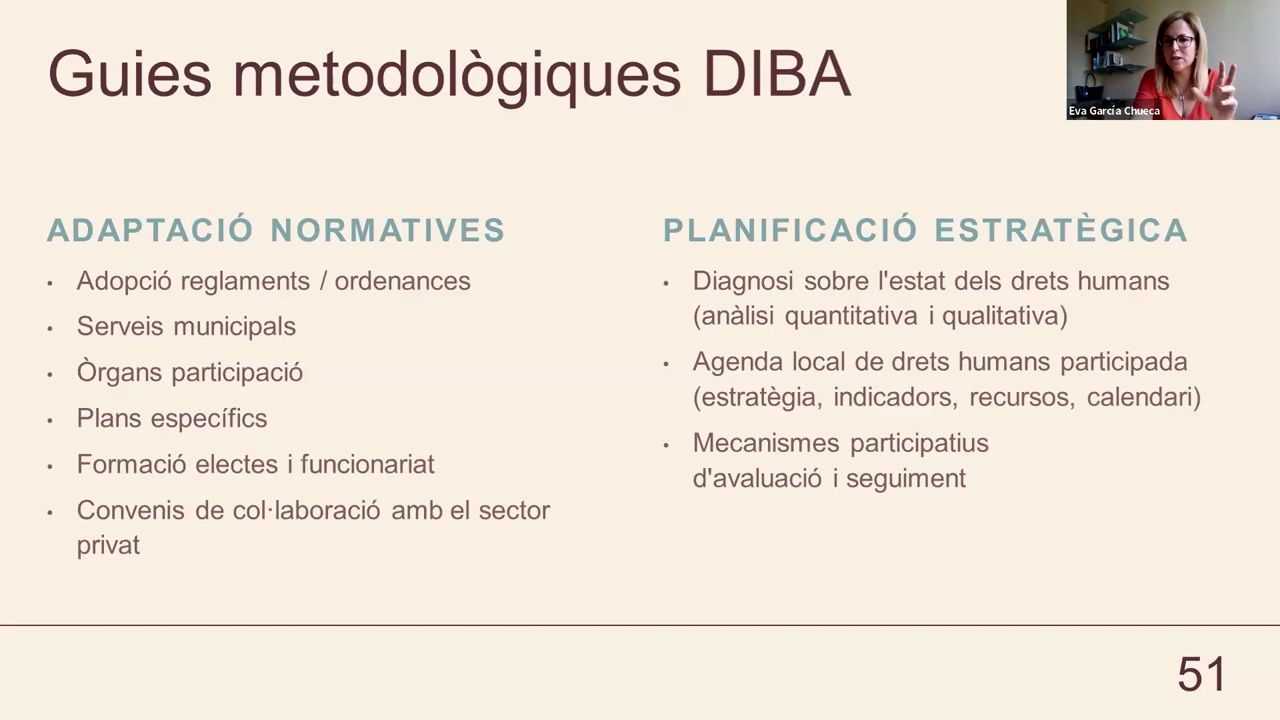 Guies metodològiques DIBA
Eva García Chueca
ADAPTACIÓ NORMATIVES
• Adopció reglaments / ordenances
• Serveis municipals
• Òrgans participació
• Plans específics
• Formació electes i funcionariat
• Convenis de col·laboració amb el sector
privat
PLANIFICACIÓ ESTRATÈGICA
• Diagnosi sobre l'estat dels drets humans
(anàlisi quantitativa i qualitativa)
• Agenda local de drets humans participada
(estratègia, indicadors, recursos, calendari)
• Mecanismes participatius
d'avaluació i seguiment
51